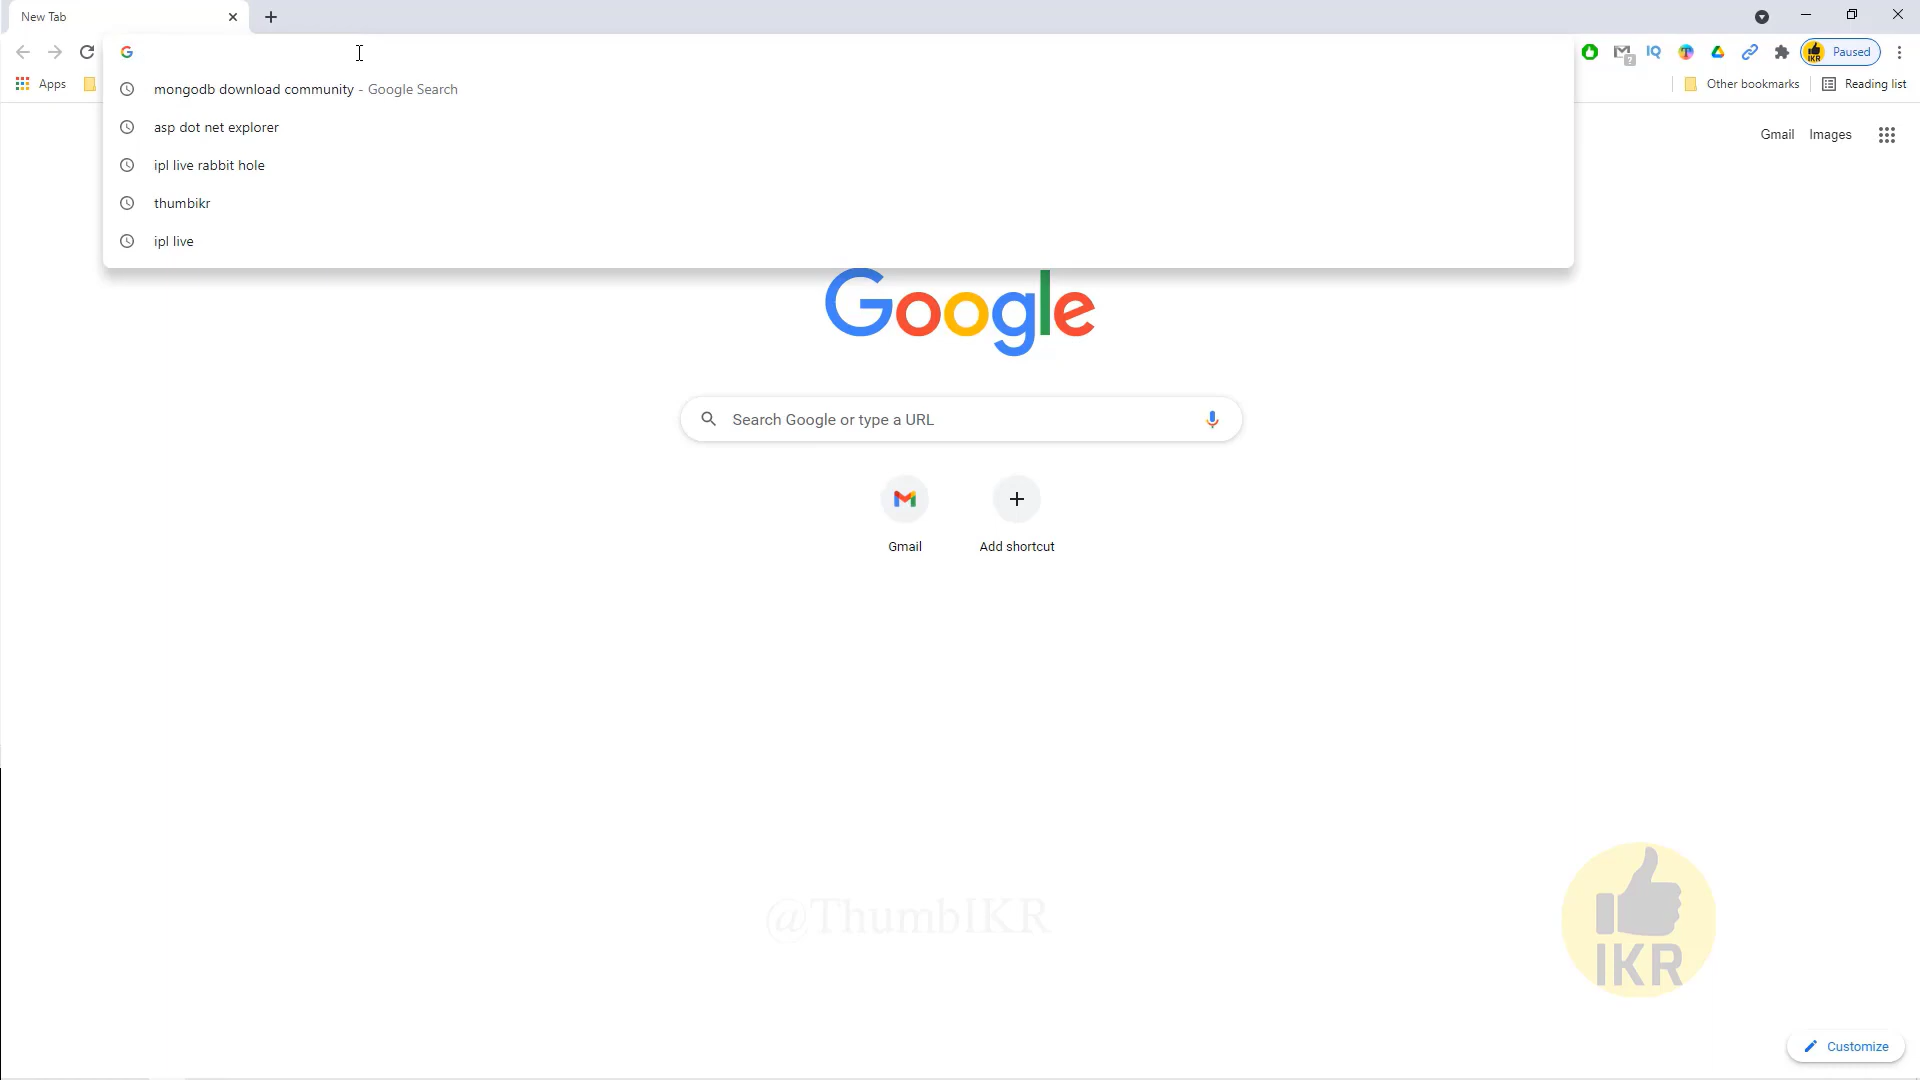 New Tab
Paused
Apps
Other bookmarks
Reading list
mongodb download community - Google Search
asp dot net explorer
ipl live rabbit hole
thumbikr
ipl live
Gmail
Images
Google
Search Google or type a URL
Gmail
Add shortcut
@ThumbIKR
IKR
Customize